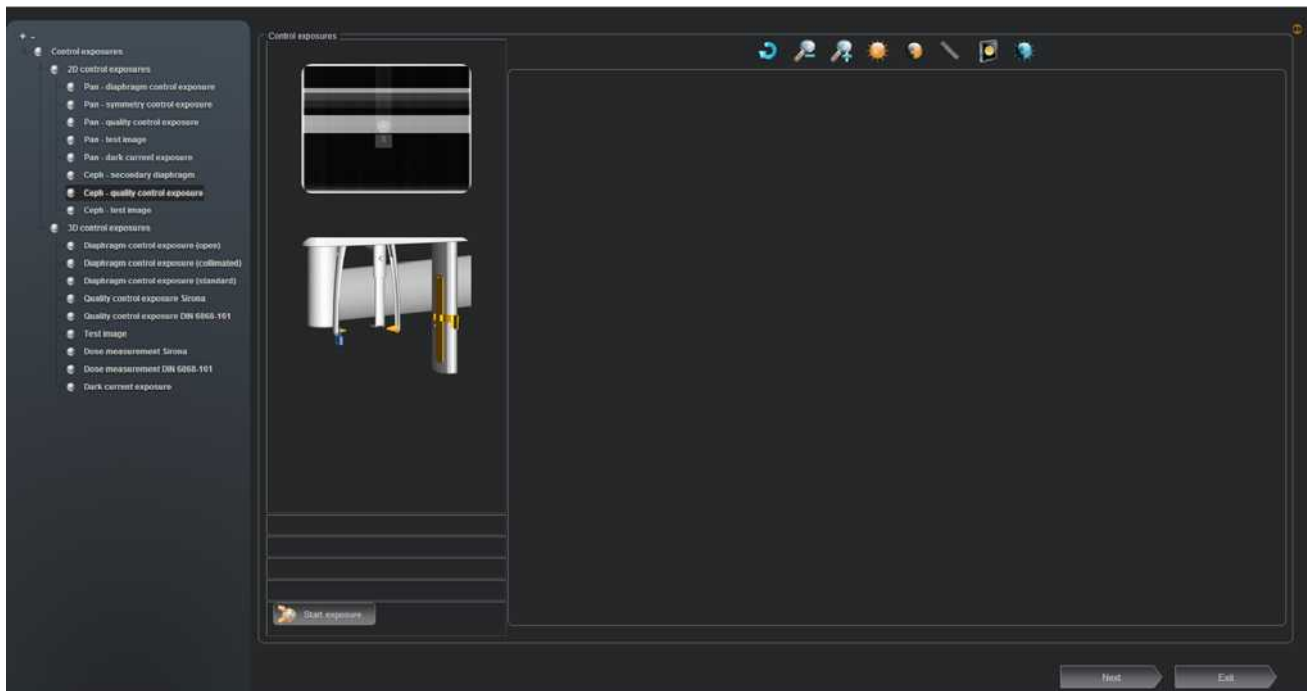 + -
Control exposures
2D control exposures
Pan - diaphragm control exposure
Pan - symmetry control exposure
Pan - quality control exposure
Pan - test image
Pan - dark current exposure
Ceph - secondary diaphragm
Ceph - quality control exposure
Ceph - test image
3D control exposures
Diaphragm control exposure (open)
Diaphragm control exposure (collimated)
Diaphragm control exposure (standard)
Quality control exposure Sirona
Quality control exposure DIN 6868-161
Test image
Dose measurement Sirona
Dose measurement DIN 6868-161
Dark current exposure
Control exposures
Start exposure
Next
Exit